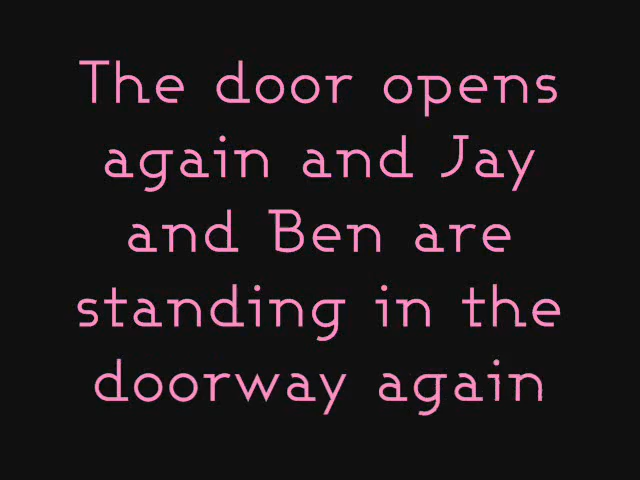 The door opens
again and Jay
and Ben are
standing in the
doorway again